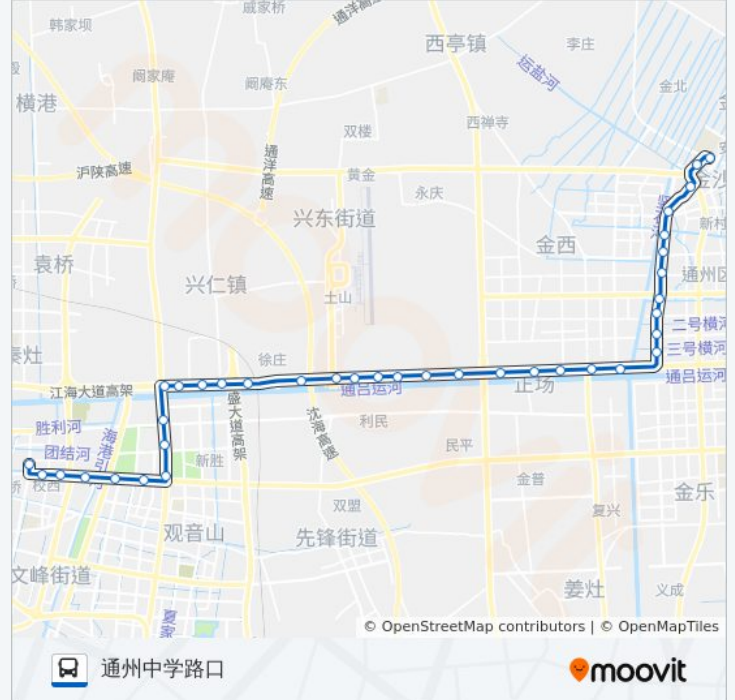 戚家桥
通洋高速
韩家坝
西亭镇
李庄
运盐河
阚家庵
阚庵东
金北
横港
双楼
西禅寺
沪陕高速
通洋高速
黄金
金沙
永庆
兴东街道
新村
金西
袁桥
兴仁镇
通州区
土山
二号横河
三号横河
徐庄
秦灶
通吕运河
江海大道高架
通吕运河
正场
盛大道高架
沈海高速
利民
胜利河
海港引河
团结河
新胜
民平
校西
金普
金乐
双盟
复兴
观音山
先锋街道
文峰街道
姜灶
义成
夏家
© OpenStreetMap contributors | © OpenMapTiles
通州中学路口
moovit